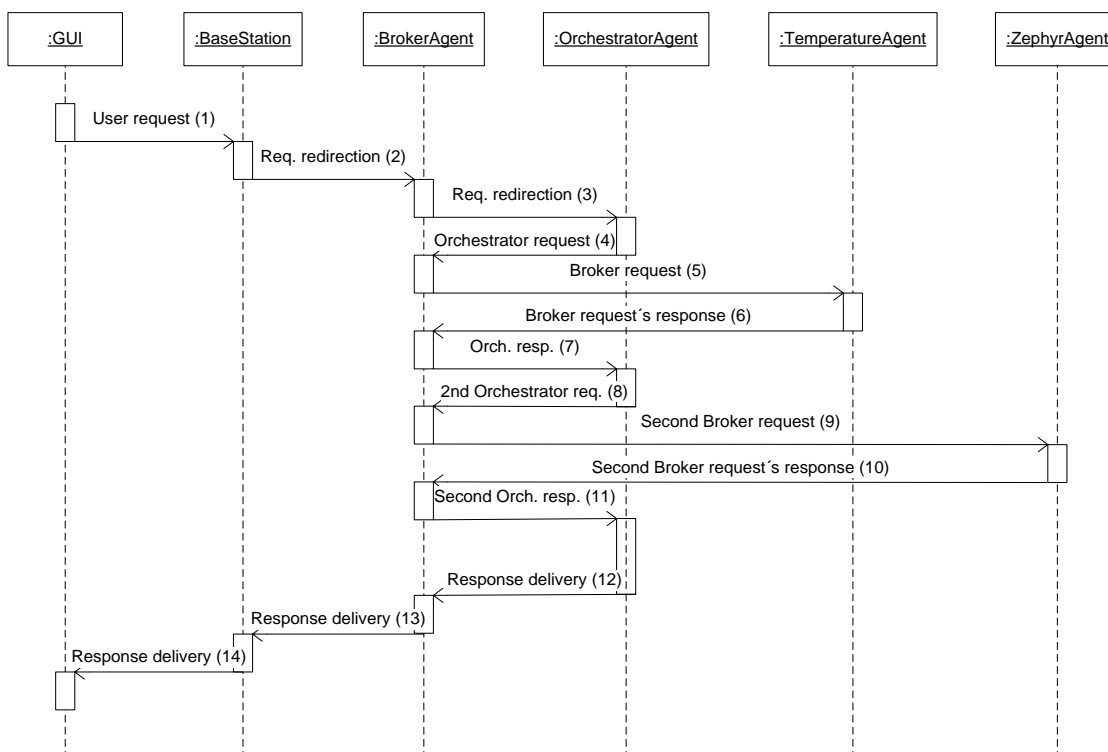 :GUI
:BaseStation
:BrokerAgent
:OrchestratorAgent
:TemperatureAgent
:ZephyrAgent
User request (1)
Req. redirection (2)
Req. redirection (3)
Orchestrator request (4)
Broker request (5)
Broker request´s response (6)
Orch. resp. (7)
2nd Orchestrator req. (8)
Second Broker request (9)
Second Broker request´s response (10)
Second Orch. resp. (11)
Response delivery (12)
Response delivery (13)
Response delivery (14)